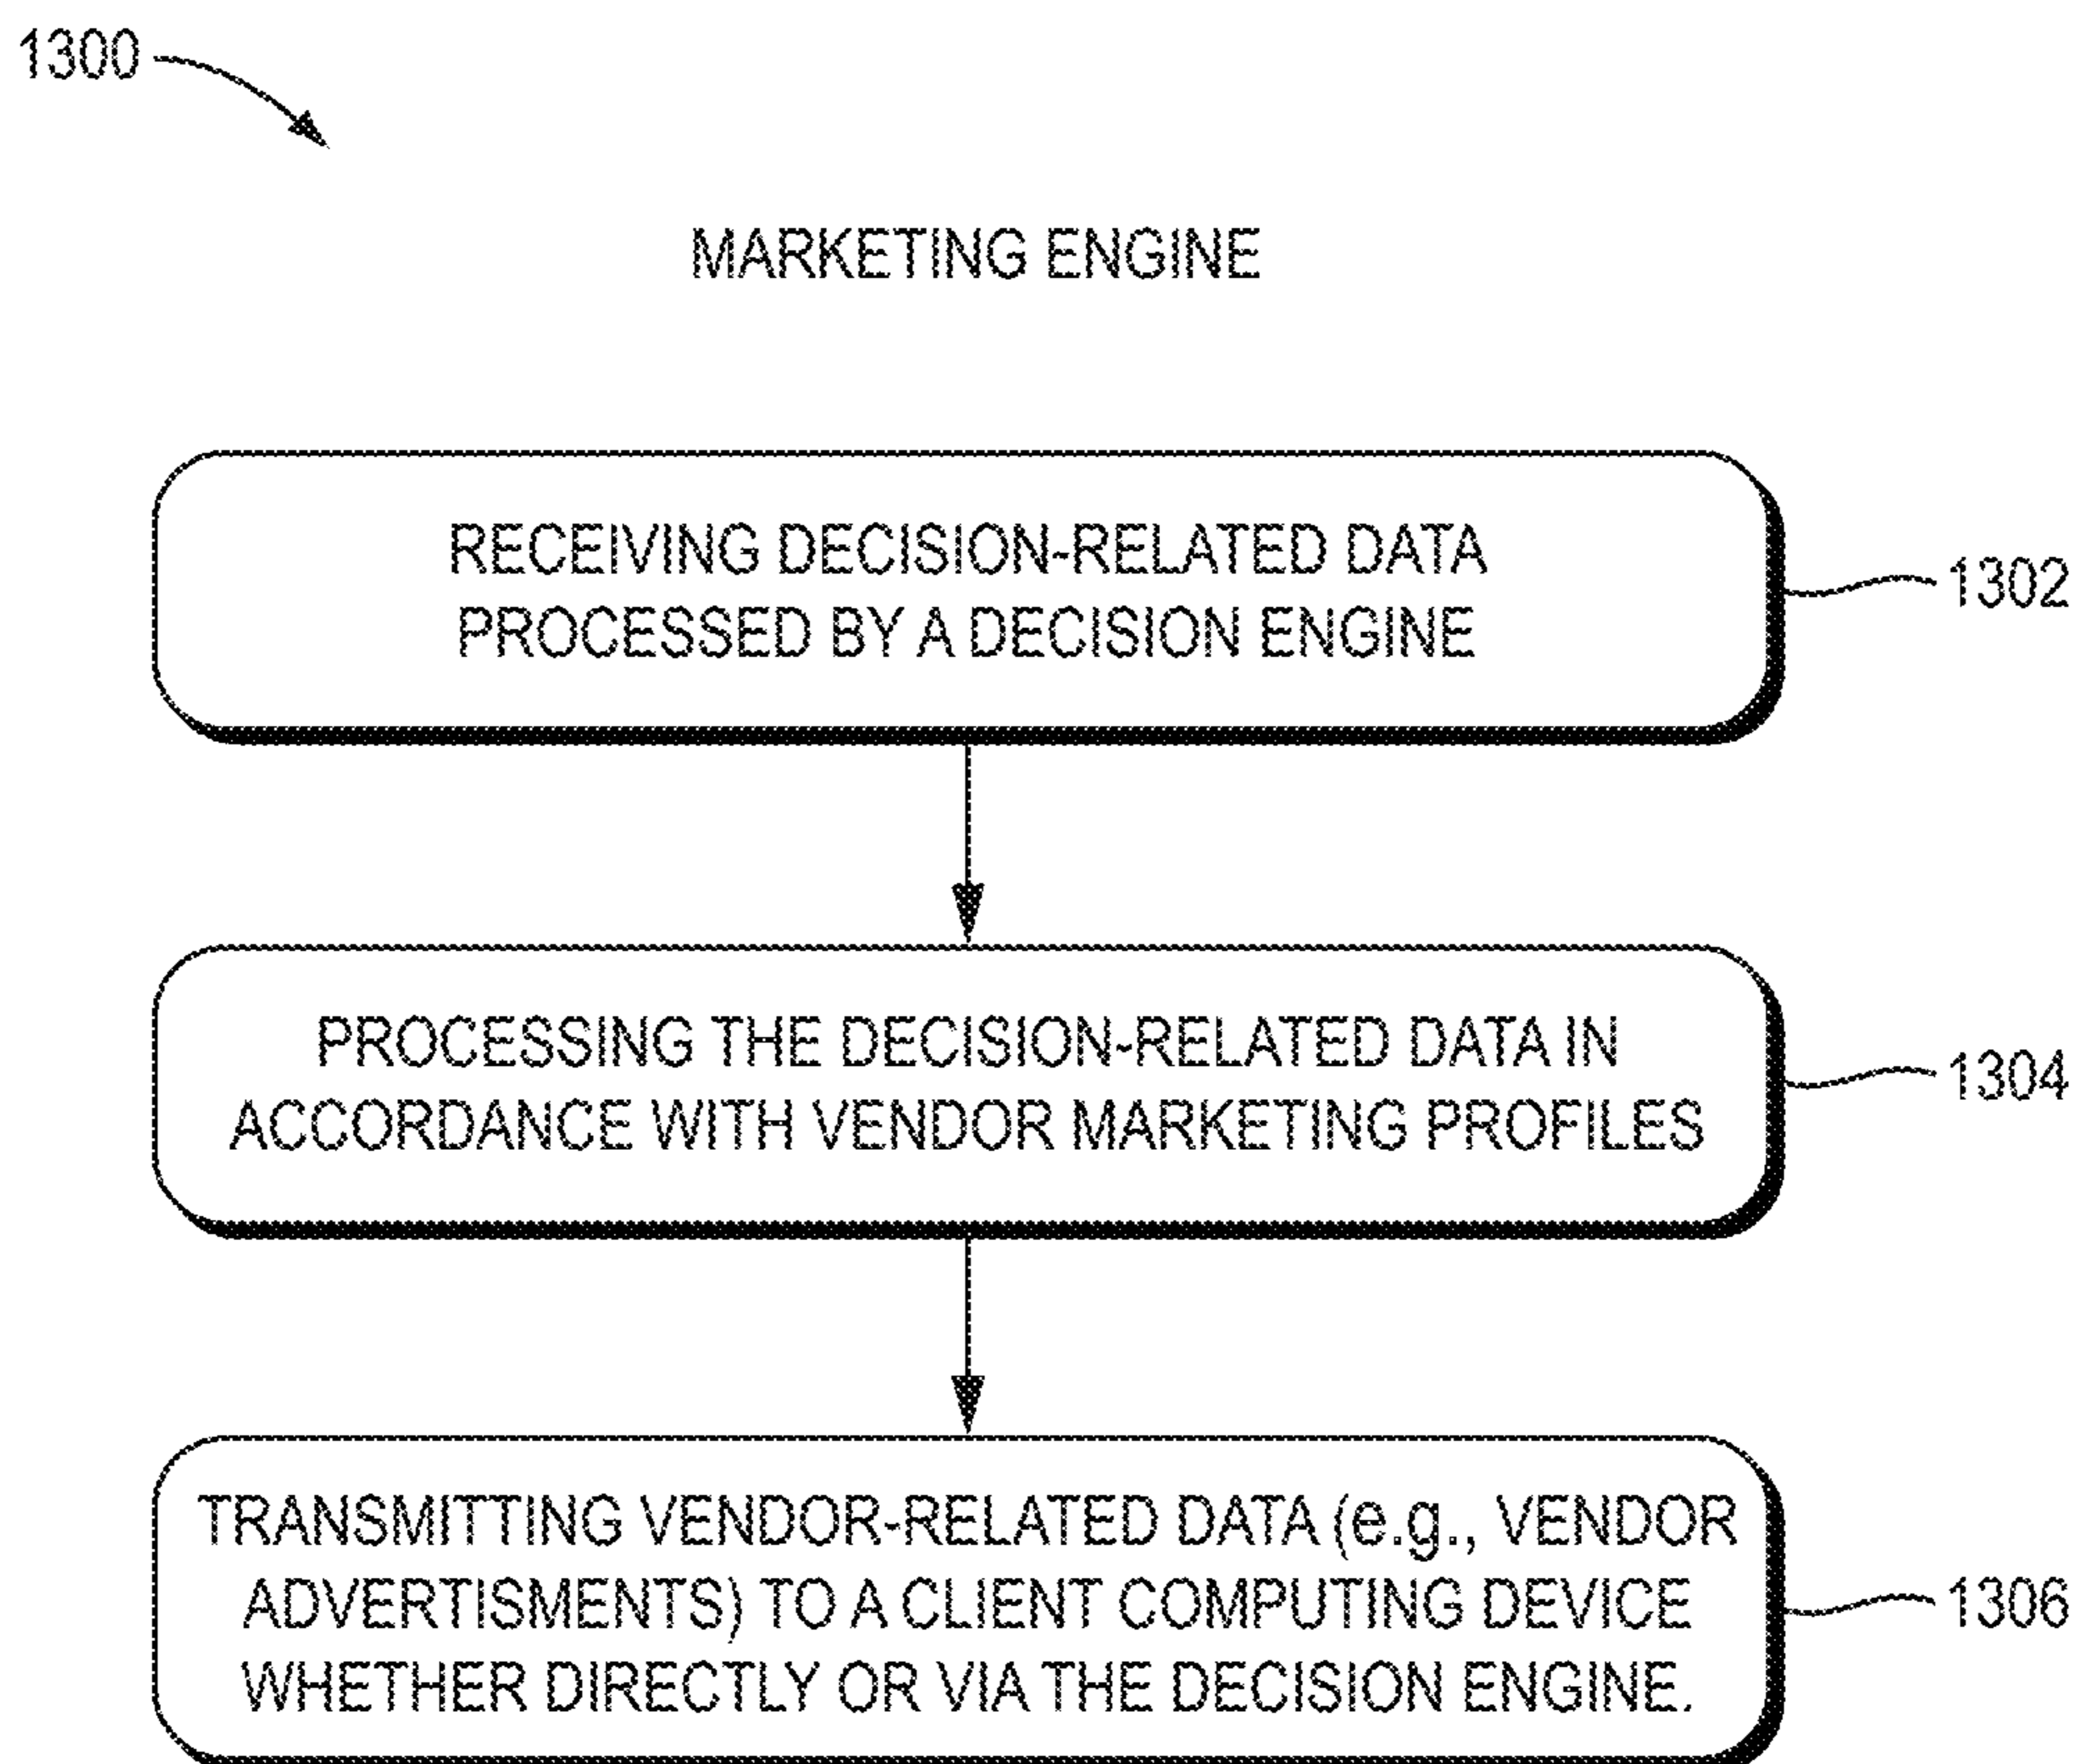 1300
MARKETING ENGINE
RECEIVING DECISION-RELATED DATA
PROCESSED BY A DECISION ENGINE
1302
PROCESSING THE DECISION-RELATED DATA IN
ACCORDANCE WITH VENDOR MARKETING PROFILES
1304
TRANSMITTING VENDOR-RELATED DATA (e.g., VENDOR
ADVERTISMENTS) TO A CLIENT COMPUTING DEVICE
WHETHER DIRECTLY OR VIA THE DECISION ENGINE.
1306